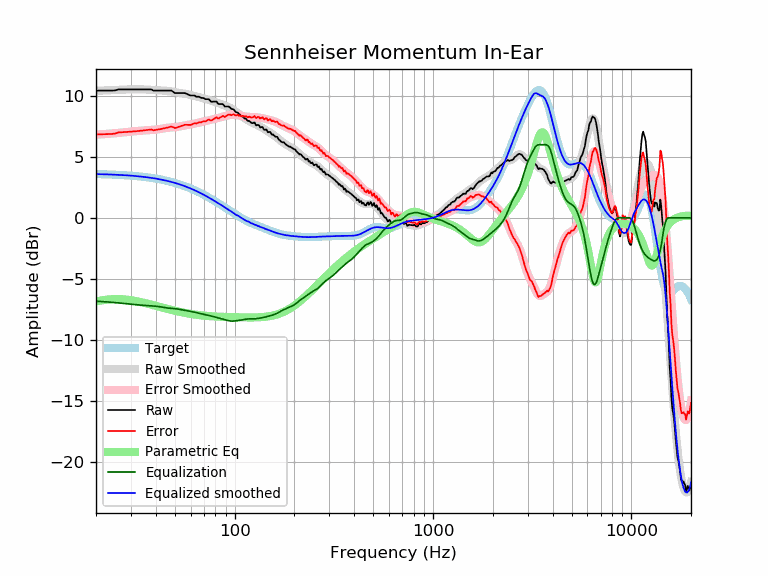 Sennheiser Momentum In-Ear
Amplitude (dBr)
10
5
0
−5
−10
−15
−20
Target
Raw Smoothed
Error Smoothed
Raw
Error
Parametric Eq
Equalization
Equalized smoothed
100
1000
10000
Frequency (Hz)